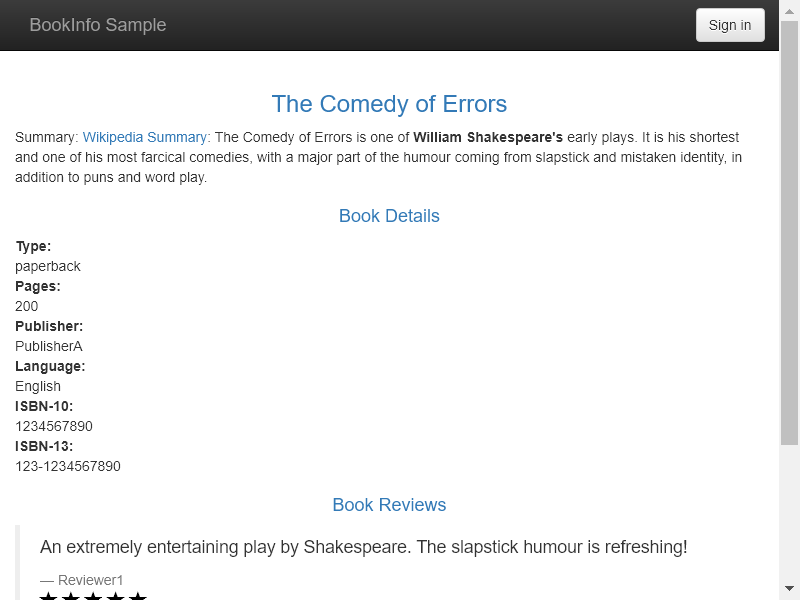 BookInfo Sample
Sign in
The Comedy of Errors
Summary: Wikipedia Summary: The Comedy of Errors is one of William Shakespeare's early plays. It is his shortest
and one of his most farcical comedies, with a major part of the humour coming from slapstick and mistaken identity, in
addition to puns and word play.
Book Details
Type:
paperback
Pages:
200
Publisher:
PublisherA
Language:
English
ISBN-10:
1234567890
ISBN-13:
123-1234567890
Book Reviews
An extremely entertaining play by Shakespeare. The slapstick humour is refreshing!
— Reviewer1